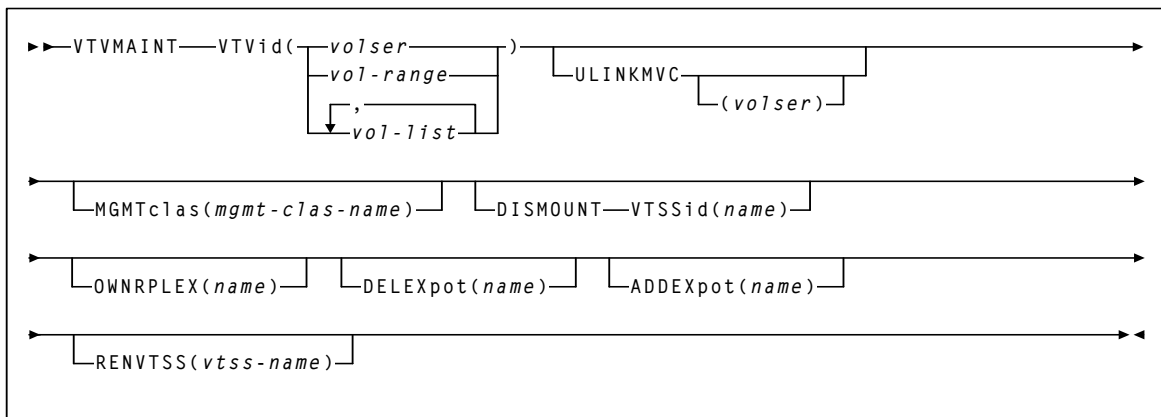 VTVMAINT VTVid( volser ) ULINKMVC
vol-range
(volser)
,
vol-list
MGMTclas(mgmt-clas-name) DISMOUNT VTSSid(name)
OWNRPLEX(name) DELEXpot(name) ADDEXpot(name)
RENVTSS(vtss-name)